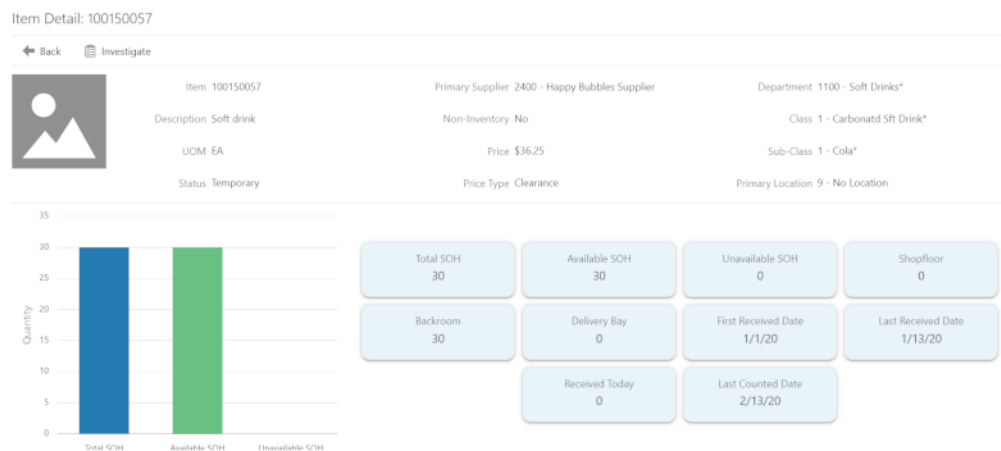 Item Detail: 100150057
Back Investigate
Item 100150057 Primary Supplier 2400 - Happy Bubbles Supplier Department 1100 - Soft Drinks*
Description Soft drink Non-Inventory No Class 1 - Carbonatd Sft Drink*
UOM EA Price $36.25 Sub-Class 1 - Cola*
Status Temporary Price Type Clearance Primary Location 9 - No Location
35
30
25
20
15
10
5
0
Quantity
Total SOH Available SOH Unavailable SOH
Total SOH Available SOH Unavailable SOH Shopfloor
30 30 0 0
Backroom Delivery Bay First Received Date Last Received Date
30 0 1/1/20 1/13/20
Received Today Last Counted Date
0 2/13/20